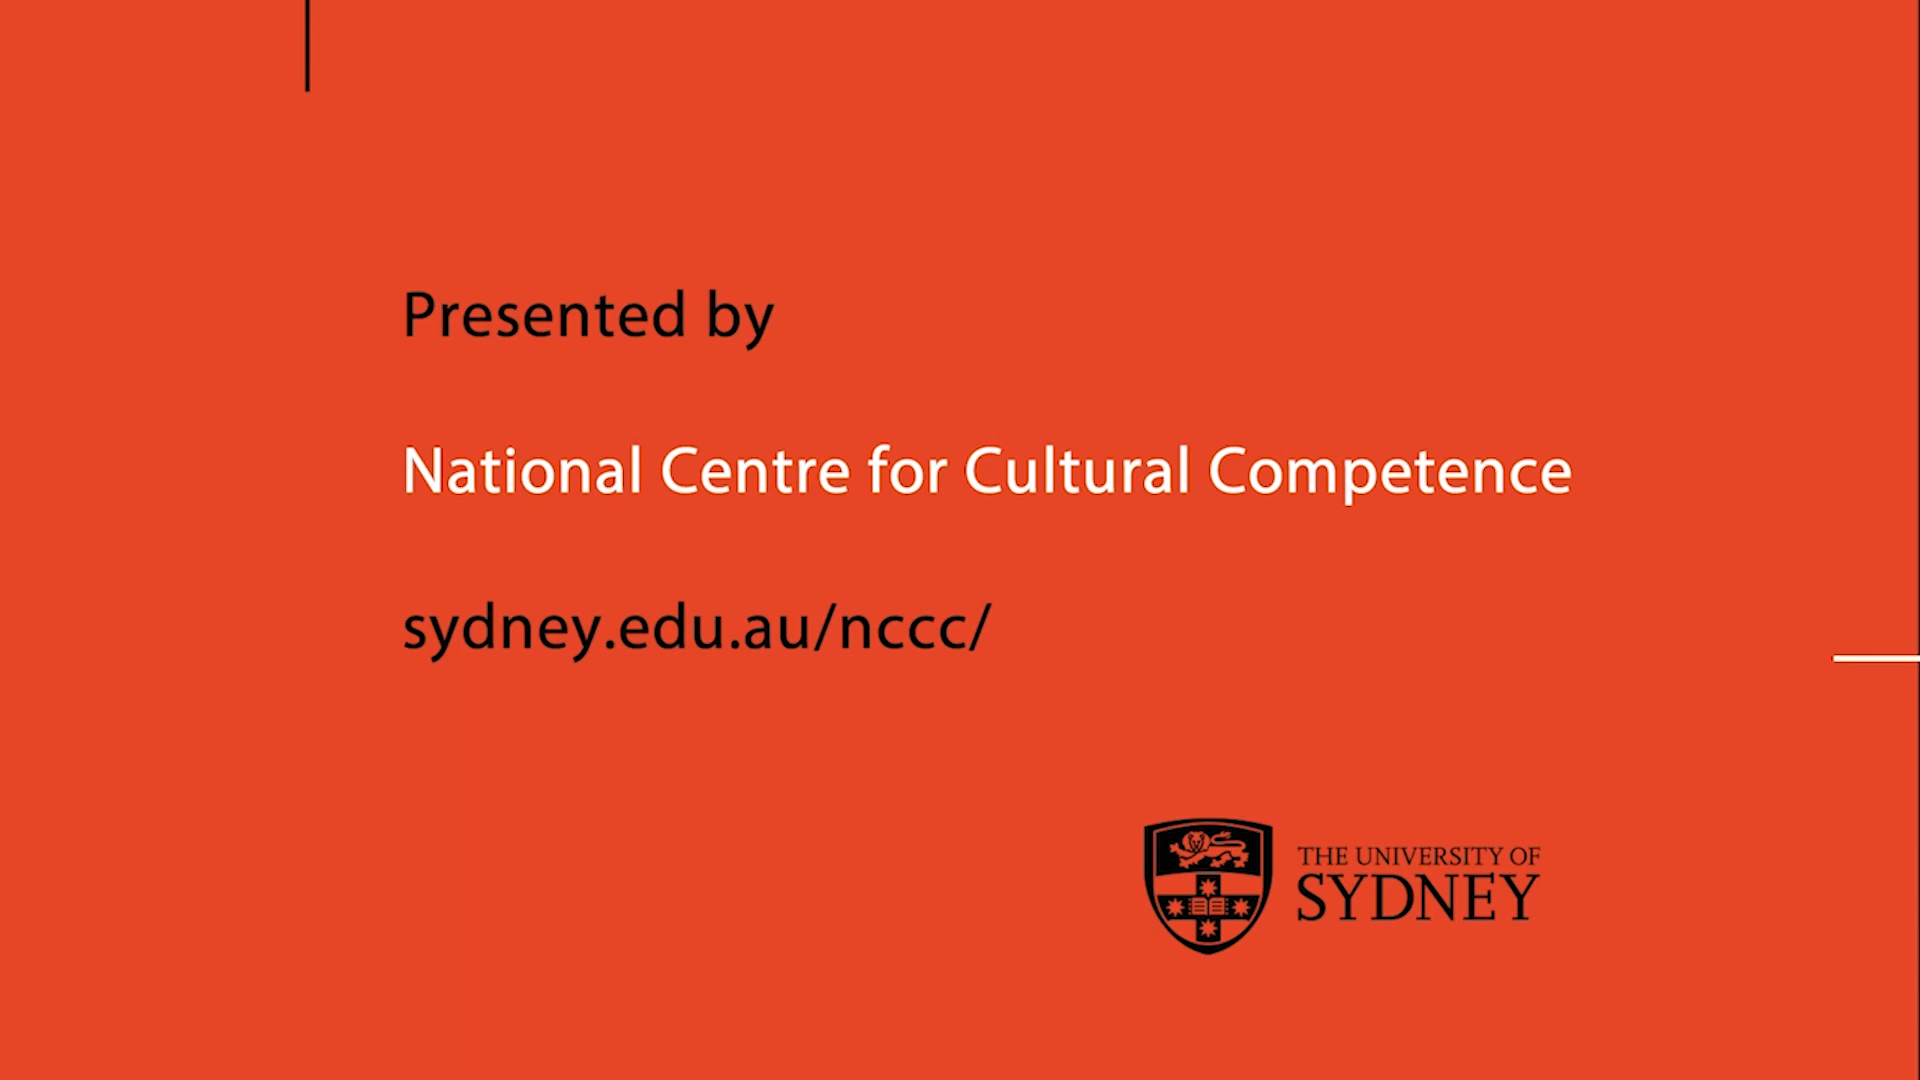 Presented by
National Centre for Cultural Competence
sydney.edu.au/nccc/
THE UNIVERSITY OF
SYDNEY